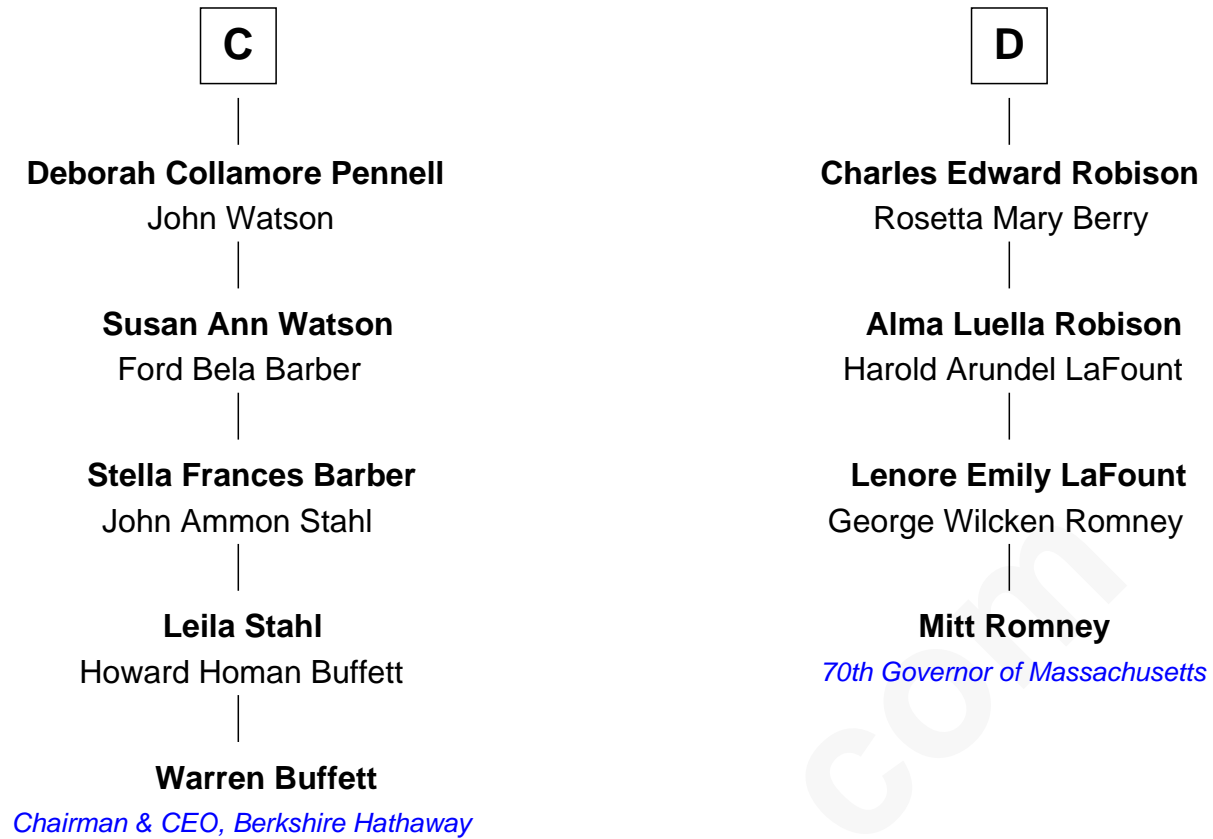 C
Deborah Collamore Pennell
John Watson
Susan Ann Watson
Ford Bela Barber
Stella Frances Barber
John Ammon Stahl
Leila Stahl
Howard Homan Buffett
Warren Buffett
Chairman & CEO, Berkshire Hathaway
D
Charles Edward Robison
Rosetta Mary Berry
Alma Luella Robison
Harold Arundel LaFount
Lenore Emily LaFount
George Wilcken Romney
Mitt Romney
70th Governor of Massachusetts
com